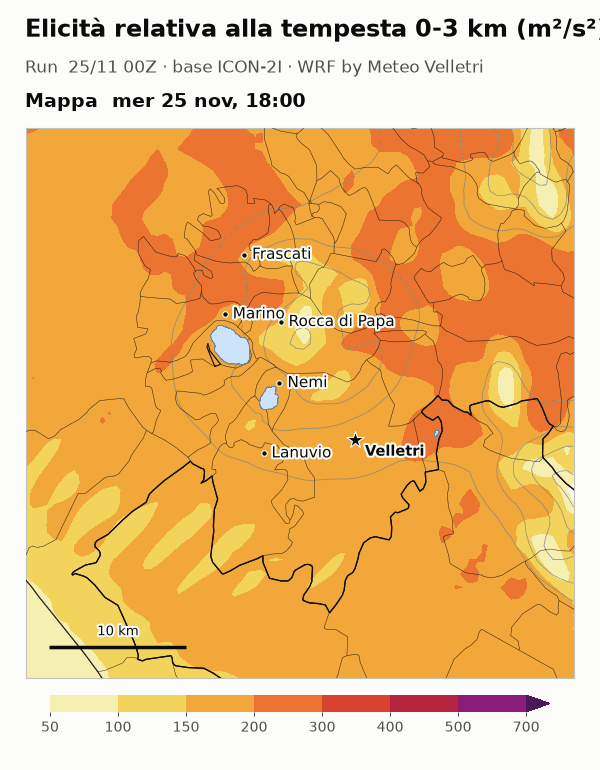 Elicità relativa alla tempesta 0-3 km (m²/s²)
Run 25/11 00Z · base ICON-2I · WRF by Meteo Velletri
Mappa mer 25 nov, 18:00
Frascati
Marino
Rocca di Papa
Nemi
Velletri
Lanuvio
10 km
50 100 150 200 300 400 500 700